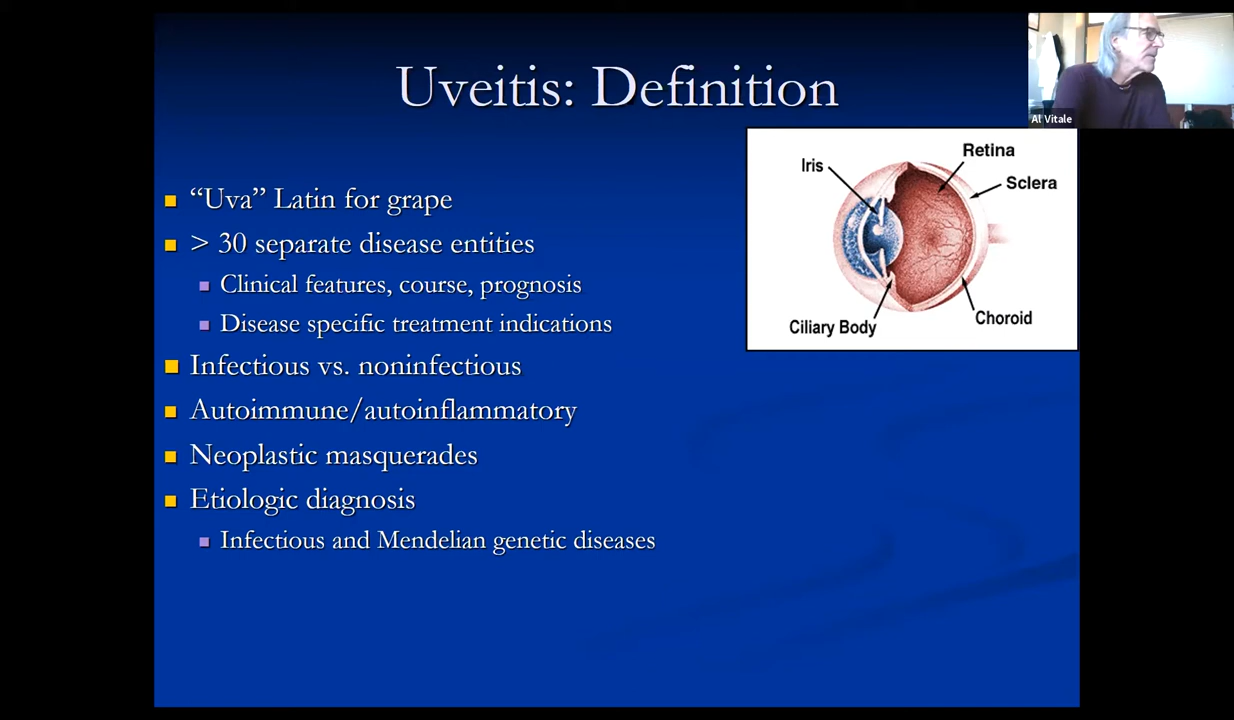 Uveitis: Definition
Al Vitale
“Uva” Latin for grape
> 30 separate disease entities
Clinical features, course, prognosis
Disease specific treatment indications
Infectious vs. noninfectious
Autoimmune/autoinflammatory
Neoplastic masquerades
Etiologic diagnosis
Infectious and Mendelian genetic diseases
Retina
Iris
Sclera
Choroid
Ciliary Body